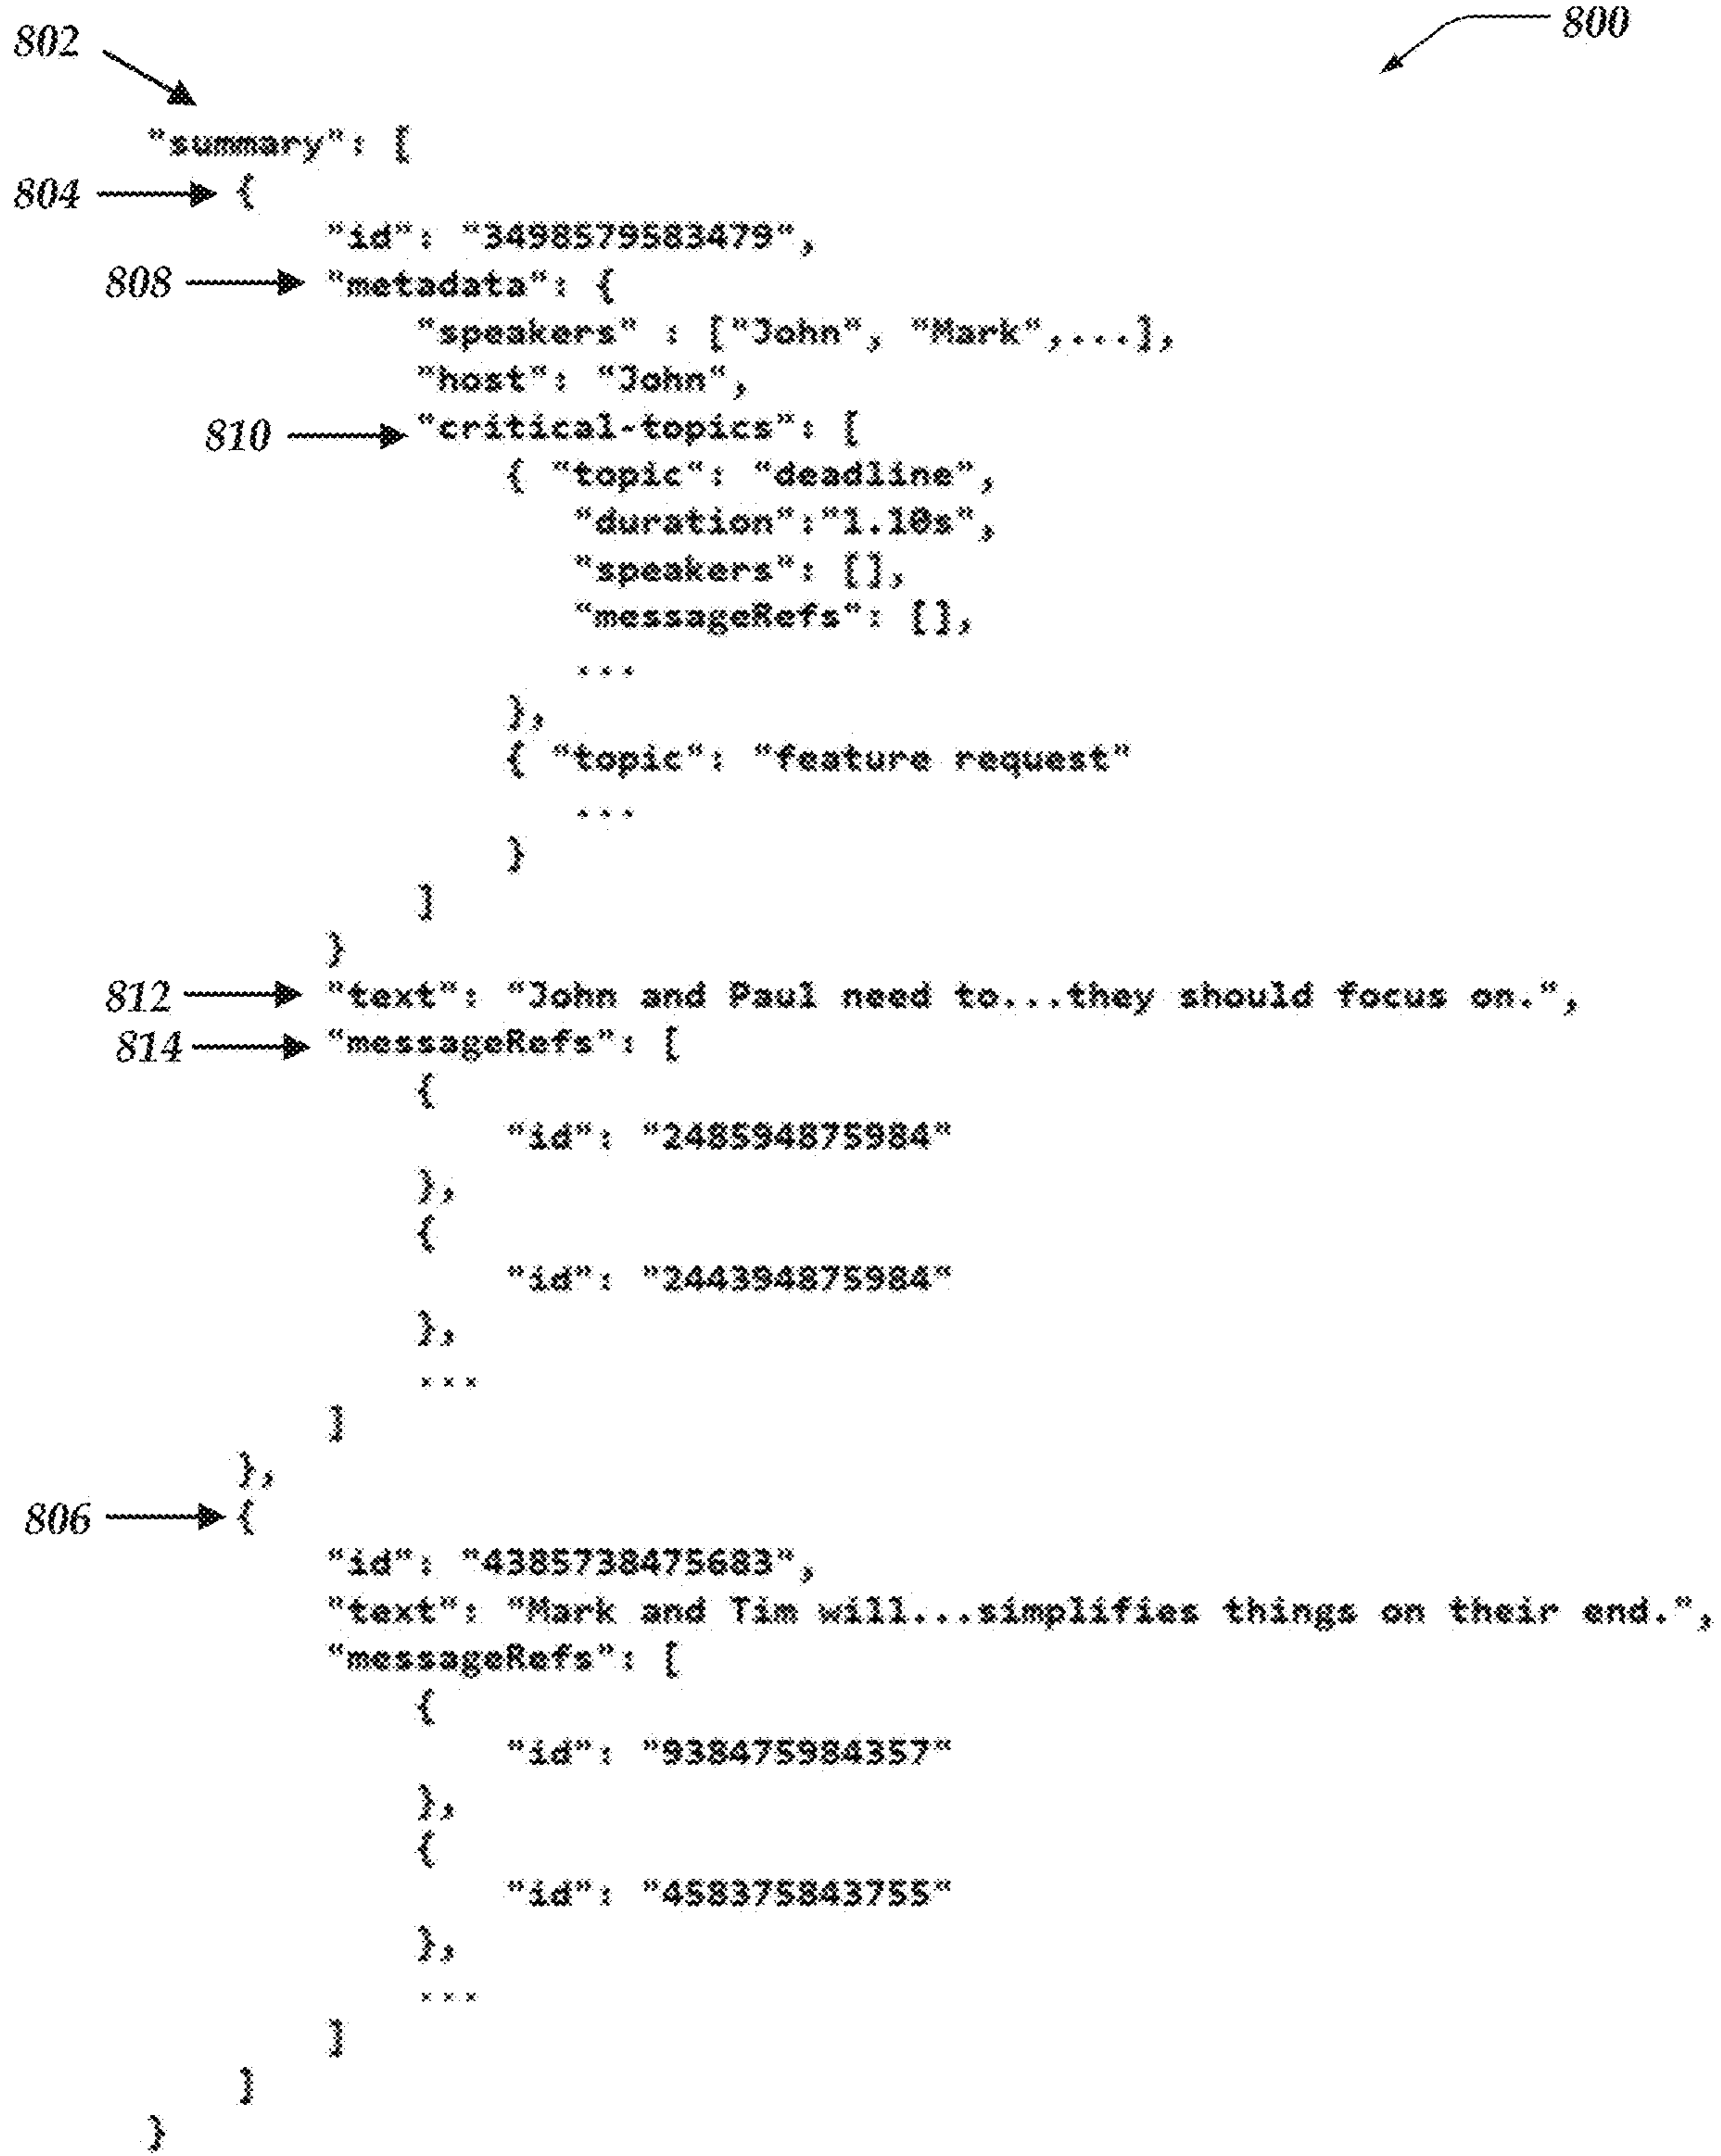 802
800
"summary": [
804 {
"id": "3498579583479",
808 "metadata": {
"speakers" : ["John", "Mark",...],
"host": "John",
810 "critical-topics": [
{ "topic": "deadline",
"duration":"1.10s",
"speakers": [],
"messageRefs": [],
...
},
{ "topic": "feature request"
...
}
]
}
812 "text": "John and Paul need to...they should focus on.",
814 "messageRefs": [
{
"id": "248594875984"
},
{
"id": "244394875984"
},
...
]
},
806 {
"id": "4385738475683",
"text": "Mark and Tim will...simplifies things on their end.",
"messageRefs": [
{
"id": "938475984357"
},
{
"id": "458375843755"
},
...
]
]
}